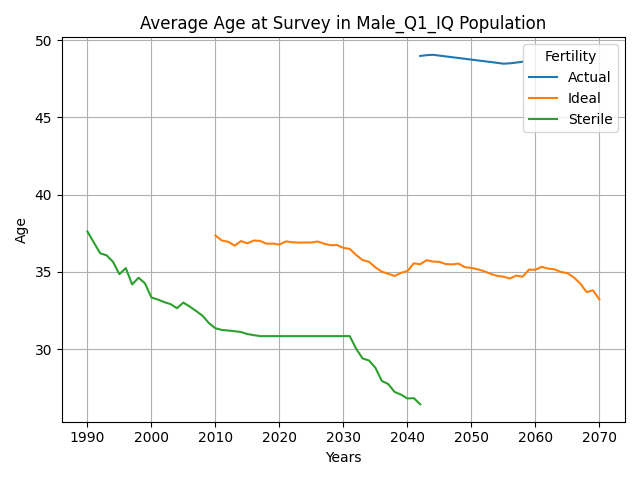 Average Age at Survey in Male_Q1_IQ Population
Fertility
Actual
Ideal
Sterile
50
45
40
35
30
Age
1990
2000
2010
2020
2030
2040
2050
2060
2070
Years